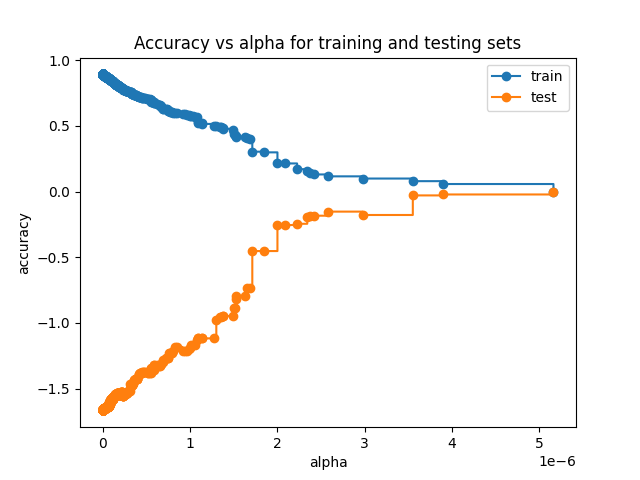 Accuracy vs alpha for training and testing sets
train
test
1.0
0.5
0.0
−0.5
−1.0
−1.5
accuracy
0
1
2
3
4
5
1e−6
alpha